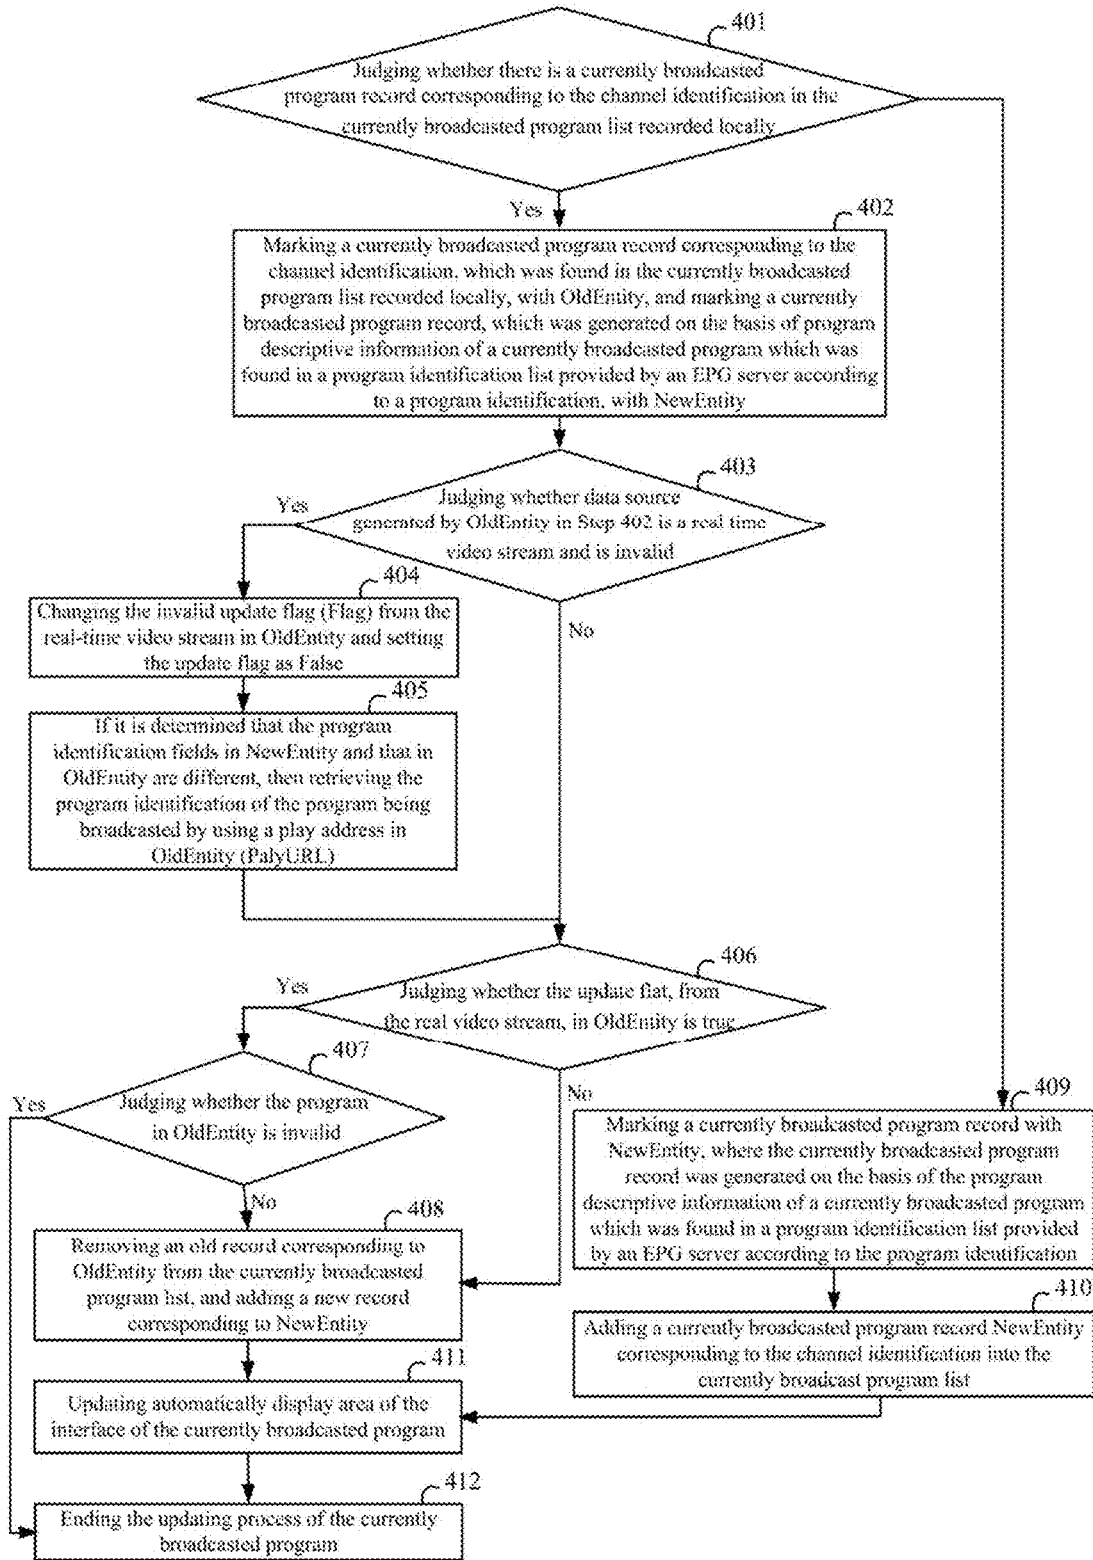 401
Judging whether there is a currently broadcasted
program record corresponding to the channel identification in the
currently broadcasted program list recorded locally
Yes
402
Marking a currently broadcasted program record corresponding to the
channel identification, which was found in the currently broadcasted
program list recorded locally, with OldEntity, and marking a currently
broadcasted program record, which was generated on the basis of program
descriptive information of a currently broadcasted program which was
found in a program identification list provided by an EPG server according
to a program identification, with NewEntity
403
Judging whether data source
generated by OldEntity in Step 402 is a real time
video stream and is invalid
Yes
No
404
Changing the invalid update flag (Flag) from the
real-time video stream in OldEntity and setting
the update flag as False
405
If it is determined that the program
identification fields in NewEntity and that in
OldEntity are different, then retrieving the
program identification of the program being
broadcasted by using a play address in
OldEntity (PalyURL)
406
Judging whether the update flat, from
the real video stream, in OldEntity is true
Yes
No
407
Judging whether the program
in OldEntity is invalid
Yes
No
408
Removing an old record corresponding to
OldEntity from the currently broadcasted
program list, and adding a new record
corresponding to NewEntity
409
Marking a currently broadcasted program record with
NewEntity, where the currently broadcasted program
record was generated on the basis of the program
descriptive information of a currently broadcasted program
which was found in a program identification list provided
by an EPG server according to the program identification
410
Adding a currently broadcasted program record NewEntity
corresponding to the channel identification into the
currently broadcast program list
411
Updating automatically display area of the
interface of the currently broadcasted program
412
Ending the updating process of the currently
broadcasted program